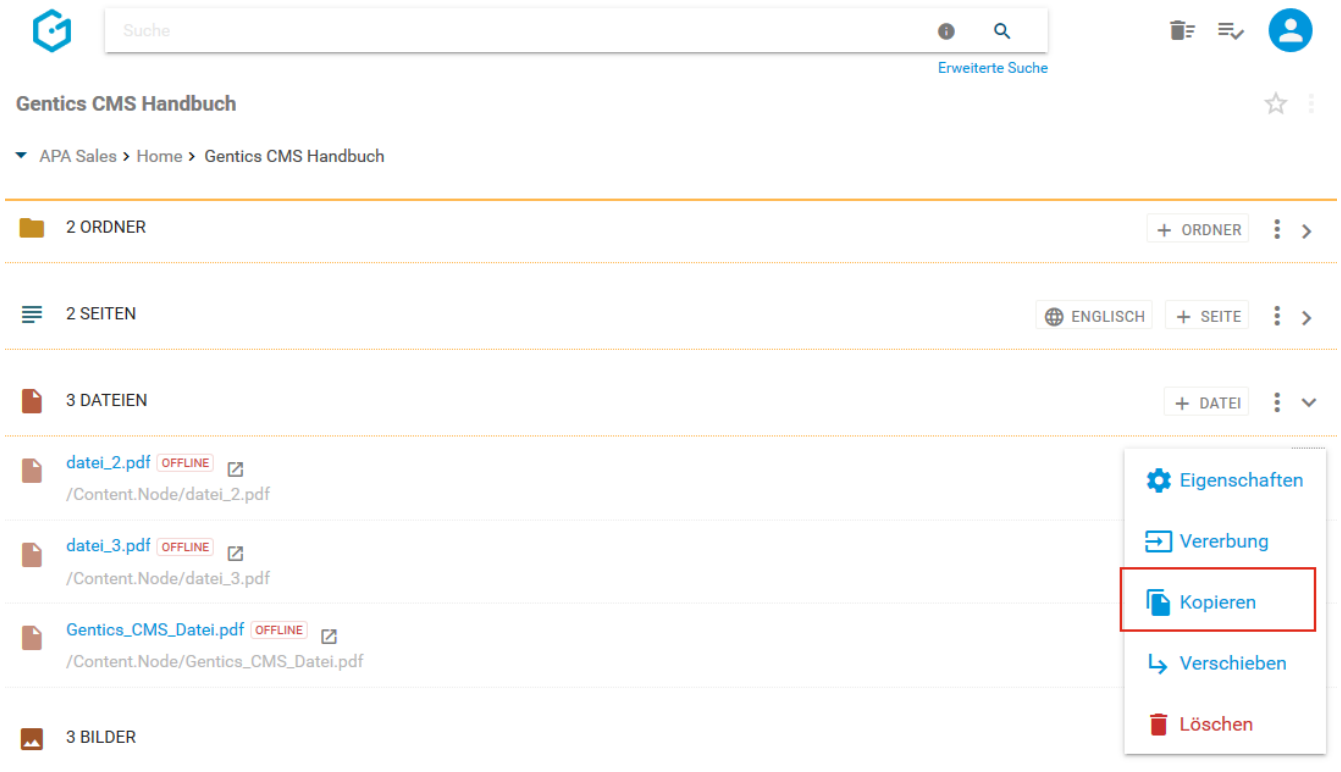 Suche
Erweiterte Suche
Gentics CMS Handbuch
APA Sales > Home > Gentics CMS Handbuch
2 ORDNER
+ ORDNER
2 SEITEN
ENGLISCH
+ SEITE
3 DATEIEN
+ DATEI
datei_2.pdf OFFLINE
/Content.Node/datei_2.pdf
datei_3.pdf OFFLINE
/Content.Node/datei_3.pdf
Gentics_CMS_Datei.pdf OFFLINE
/Content.Node/Gentics_CMS_Datei.pdf
Eigenschaften
Vererbung
Kopieren
Verschieben
Löschen
3 BILDER